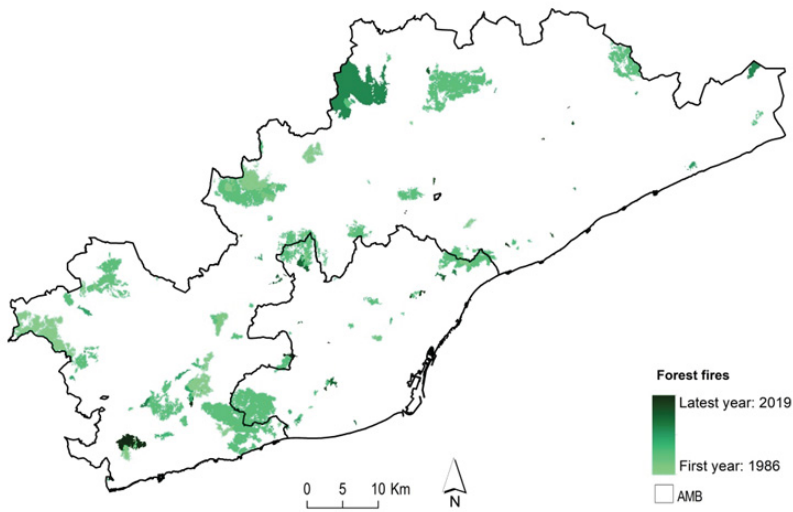 Forest fires
Latest year: 2019
First year: 1986
AMB
0 5 10 Km
N